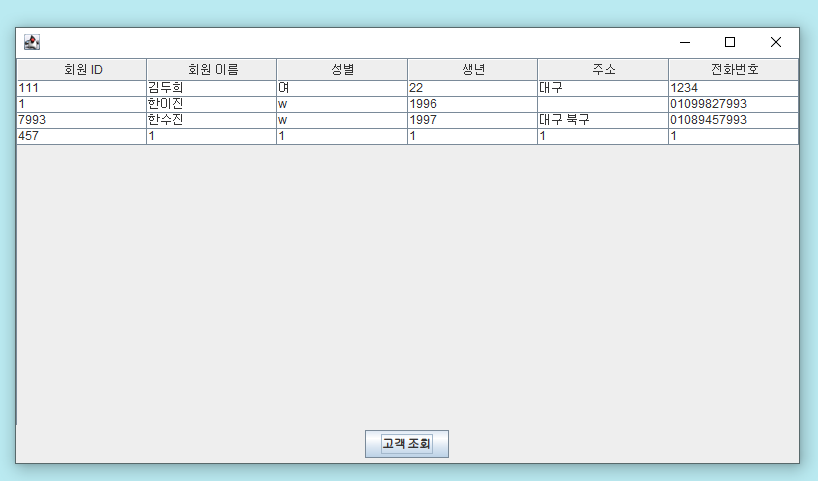 회원 ID 회원 이름 성별 생년 주소 전화번호
111 김두희 여 22 대구 1234
1 한이진 w 1996 01099827993
7993 한수진 w 1997 대구 북구 01089457993
457 1 1 1 1 1
고객 조회